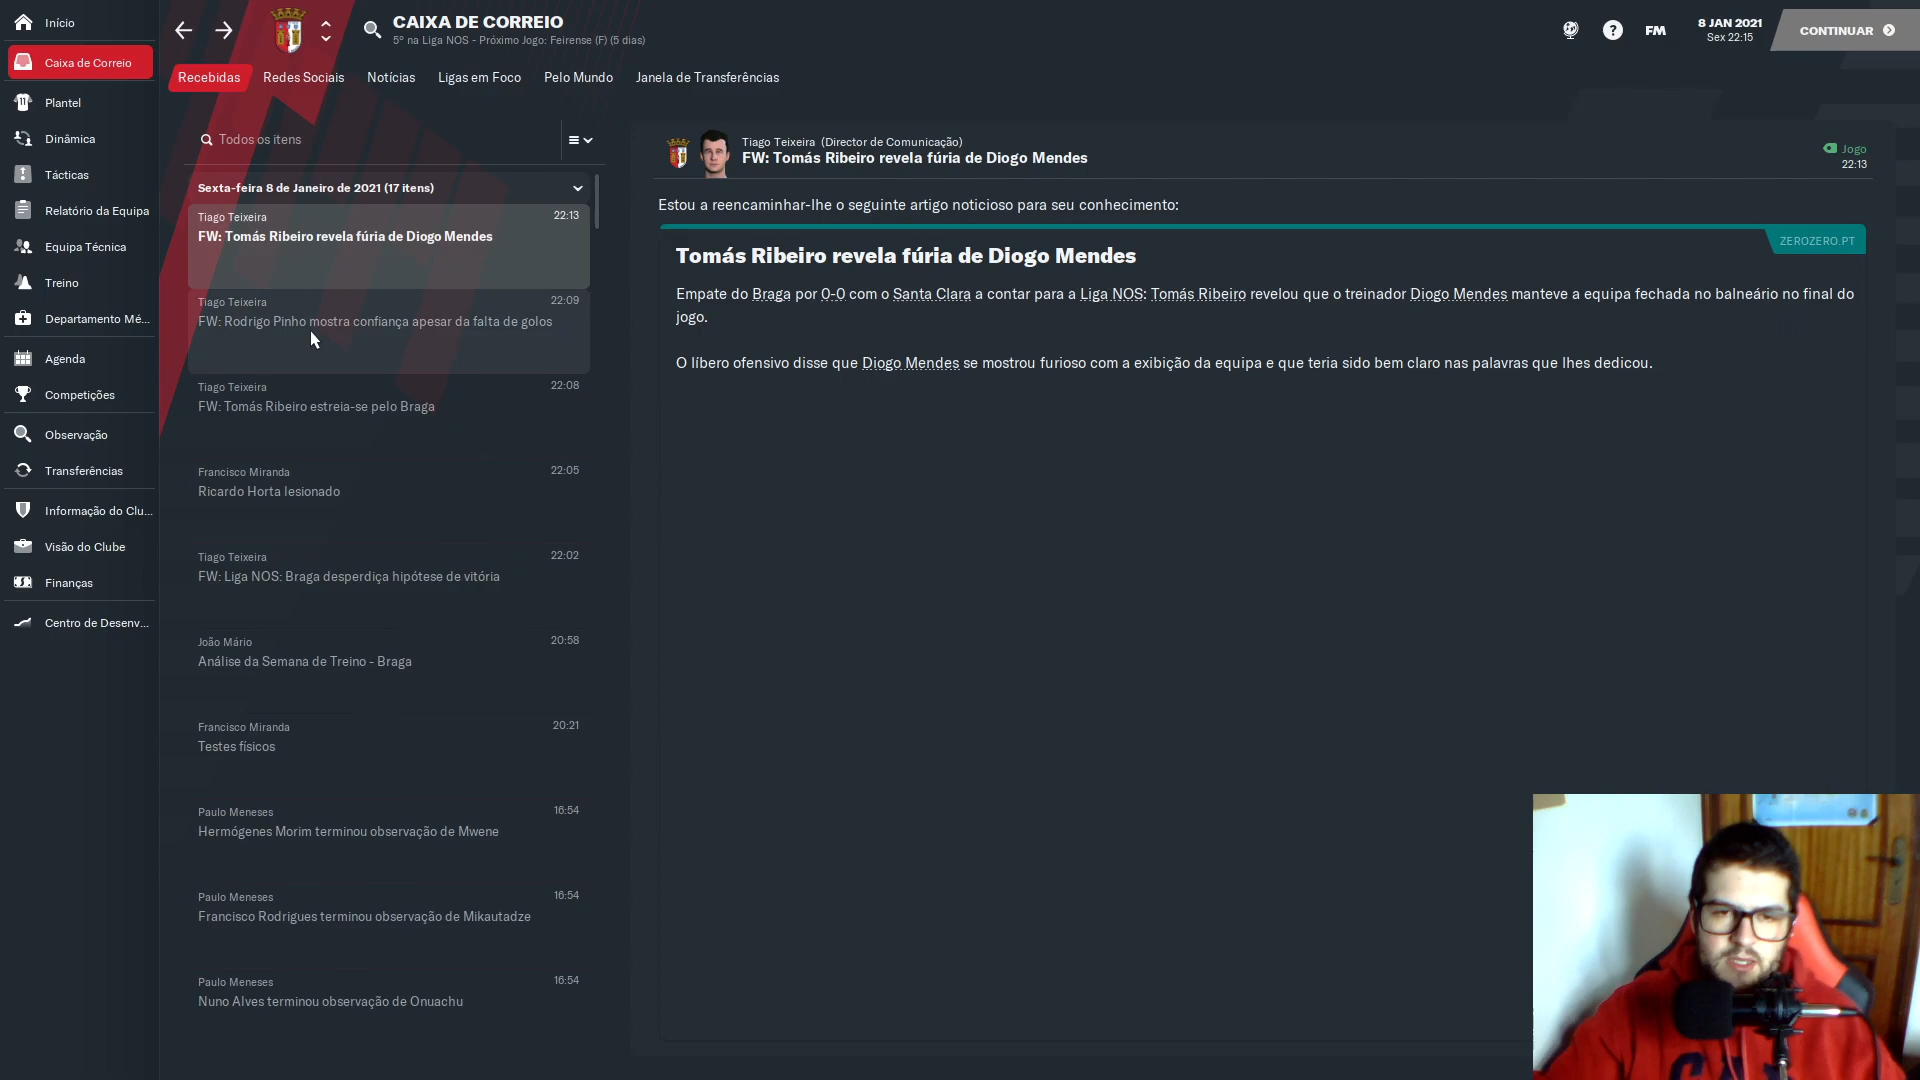 Início
Caixa de Correio
Plantel
Dinâmica
Tácticas
Relatório da Equipa
Equipa Técnica
Treino
Departamento Mé...
Agenda
Competições
Observação
Transferências
Informação do Clu...
Visão do Clube
Finanças
Centro de Desenv...
CAIXA DE CORREIO
5º na Liga NOS - Próximo Jogo: Feirense (F) (5 dias)
FM
8 JAN 2021
Sex 22:15
CONTINUAR
Recebidas
Redes Sociais
Notícias
Ligas em Foco
Pelo Mundo
Janela de Transferências
Todos os itens
Sexta-feira 8 de Janeiro de 2021 (17 itens)
Tiago Teixeira 22:13
FW: Tomás Ribeiro revela fúria de Diogo Mendes
Tiago Teixeira 22:09
FW: Rodrigo Pinho mostra confiança apesar da falta de golos
Tiago Teixeira 22:08
FW: Tomás Ribeiro estreia-se pelo Braga
Francisco Miranda 22:05
Ricardo Horta lesionado
Tiago Teixeira 22:02
FW: Liga NOS: Braga desperdiça hipótese de vitória
João Mário 20:58
Análise da Semana de Treino - Braga
Francisco Miranda 20:21
Testes físicos
Paulo Meneses 16:54
Hermógenes Morim terminou observação de Mwene
Paulo Meneses 16:54
Francisco Rodrigues terminou observação de Mikautadze
Paulo Meneses 16:54
Nuno Alves terminou observação de Onuachu
Tiago Teixeira (Director de Comunicação)
FW: Tomás Ribeiro revela fúria de Diogo Mendes
Jogo
22:13
Estou a reencaminhar-lhe o seguinte artigo noticioso para seu conhecimento:
ZEROZERO.PT
Tomás Ribeiro revela fúria de Diogo Mendes
Empate do Braga por 0-0 com o Santa Clara a contar para a Liga NOS: Tomás Ribeiro revelou que o treinador Diogo Mendes manteve a equipa fechada no balneário no final do
jogo.
O líbero ofensivo disse que Diogo Mendes se mostrou furioso com a exibição da equipa e que teria sido bem claro nas palavras que lhes dedicou.